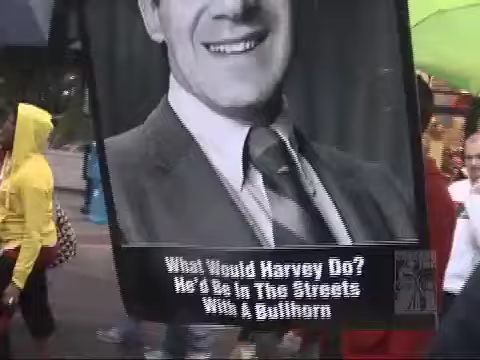 What Would Harvey Do?
He'd Be In The Streets
With A Bullhorn